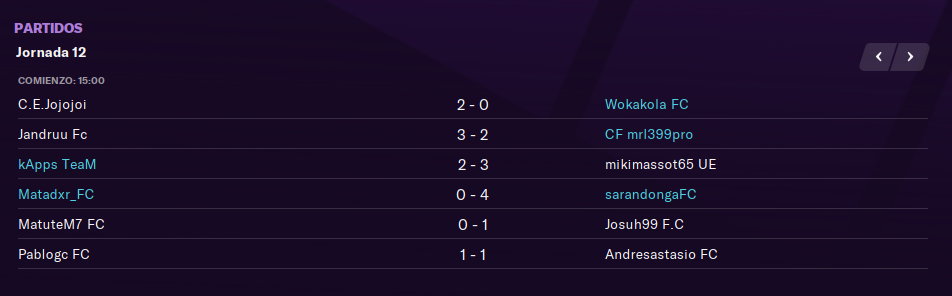 PARTIDOS
Jornada 12
COMIENZO: 15:00
C.E.Jojojoi 2 - 0 Wokakola FC
Jandruu Fc 3 - 2 CF mrl399pro
kApps TeaM 2 - 3 mikimassot65 UE
Matadxr_FC 0 - 4 sarandongaFC
MatuteM7 FC 0 - 1 Josuh99 F.C
Pablogc FC 1 - 1 Andresastasio FC